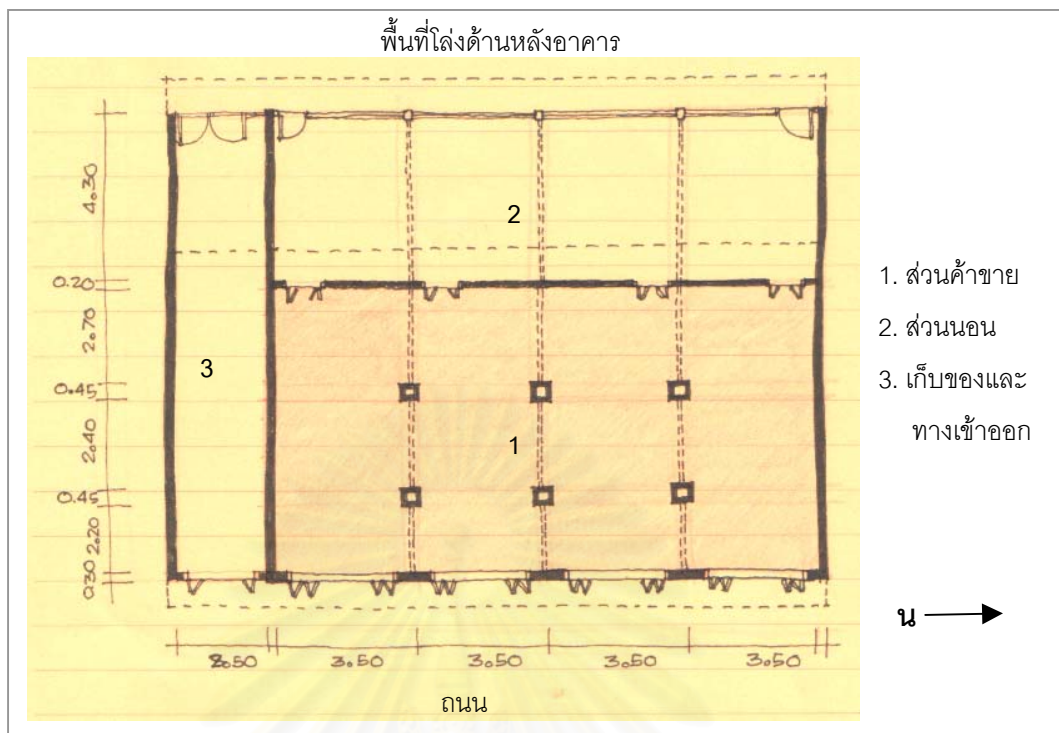 พื้นที่โล่งด้านหลังอาคาร
4.30
2
0.20
1. ส่วนค้าขาย
2.70
2. ส่วนนอน
3
3. เก็บของและ
0.45
ทางเข้าออก
2.40
1
0.45
2.20
0.30
น
2.50 3.50 3.50 3.50 3.50
ถนน